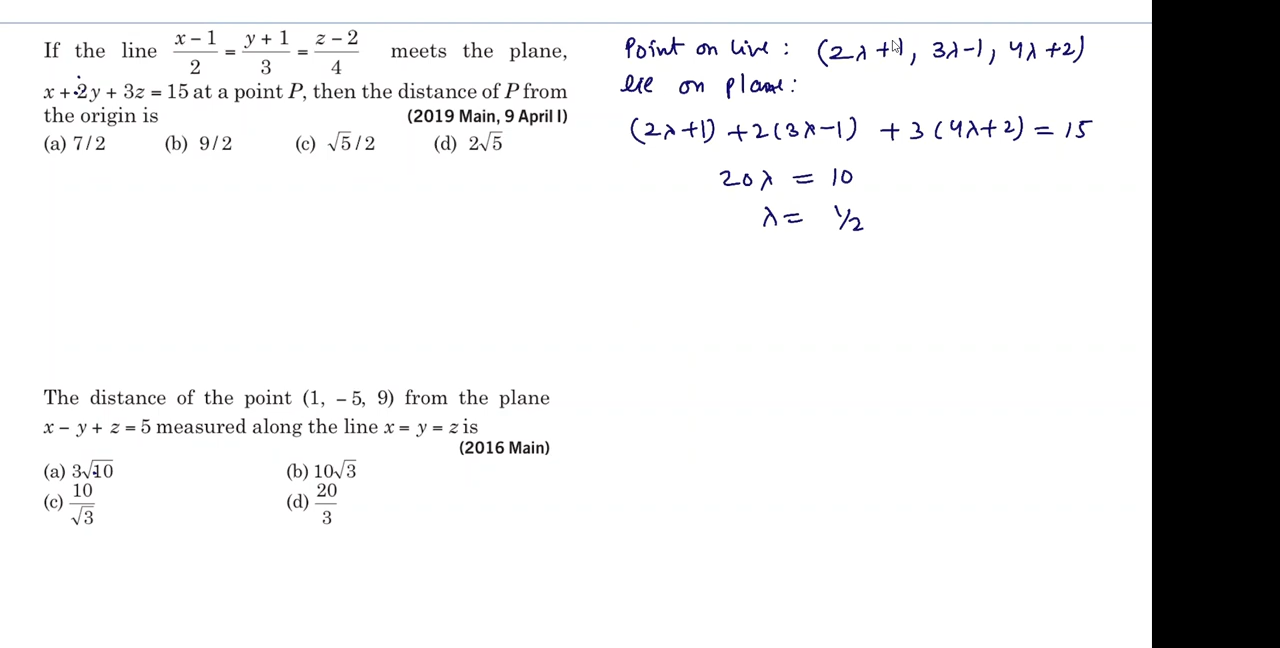 If the line x − 1 / 2 = y + 1 / 3 = z − 2 / 4 meets the plane,
x + 2y + 3z = 15 at a point P, then the distance of P from
the origin is (2019 Main, 9 April I)
(a) 7/2 (b) 9/2 (c) √5/2 (d) 2√5
Point on line : (2λ+1, 3λ−1, 4λ+2)
lie on plane :
(2λ+1) + 2(3λ−1) + 3(4λ+2) = 15
20λ = 10
λ = 1/2
The distance of the point (1, − 5, 9) from the plane
x − y + z = 5 measured along the line x = y = z is
(2016 Main)
(a) 3√10 (b) 10√3
(c) 10/√3 (d) 20/3